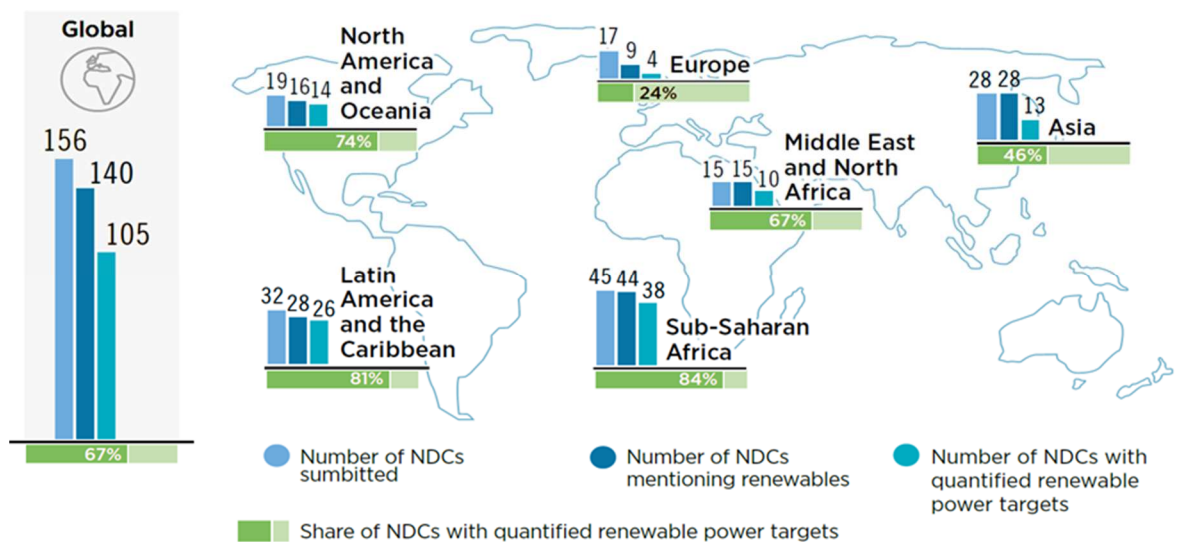 Global
156
140
105
67%
North
America
and
Oceania
19 16 14
74%
17 9 4
Europe
24%
28 28 13
Asia
46%
Middle East
and North
Africa
15 15 10
67%
Latin
America
and the
Caribbean
32 28 26
81%
45 44 38
Sub-Saharan
Africa
84%
Number of NDCs
sumbitted
Number of NDCs
mentioning renewables
Number of NDCs with
quantified renewable
power targets
Share of NDCs with quantified renewable power targets